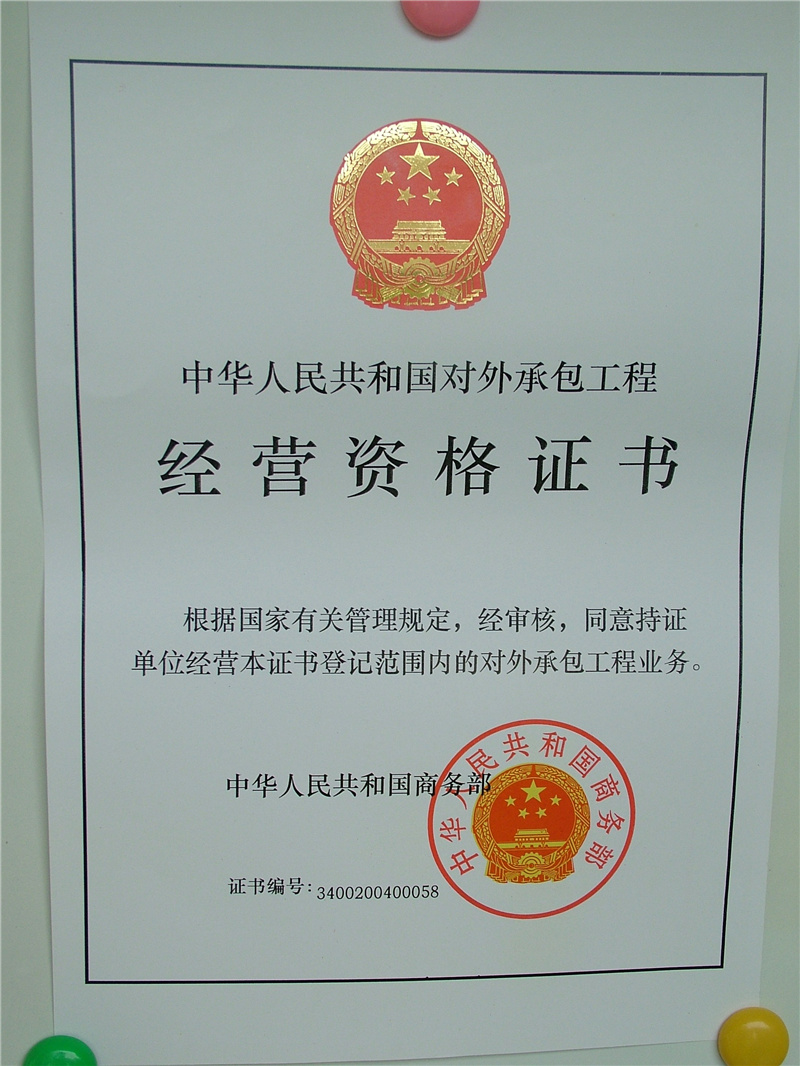 中华人民共和国对外承包工程
经营资格证书
根据国家有关管理规定，经审核，同意持证
单位经营本证书登记范围内的对外承包工程业务。
中华人民共和国商务部
中华人民共和国商务部
证书编号：3400200400058